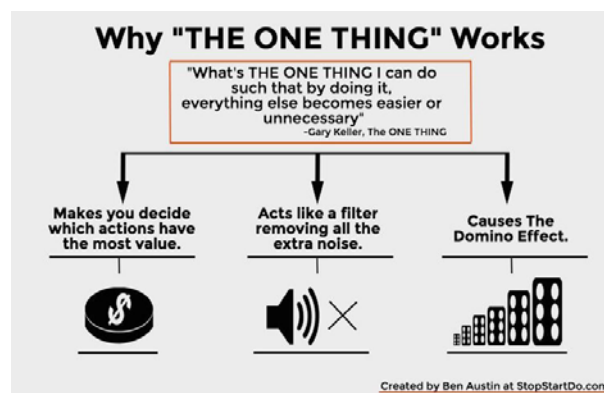 Why "THE ONE THING" Works
"What's THE ONE THING I can do
such that by doing it,
everything else becomes easier or
unnecessary"
-Gary Keller, The ONE THING
Makes you decide
which actions have
the most value.
Acts like a filter
removing all the
extra noise.
Causes The
Domino Effect.
$
Created by Ben Austin at StopStartDo.com